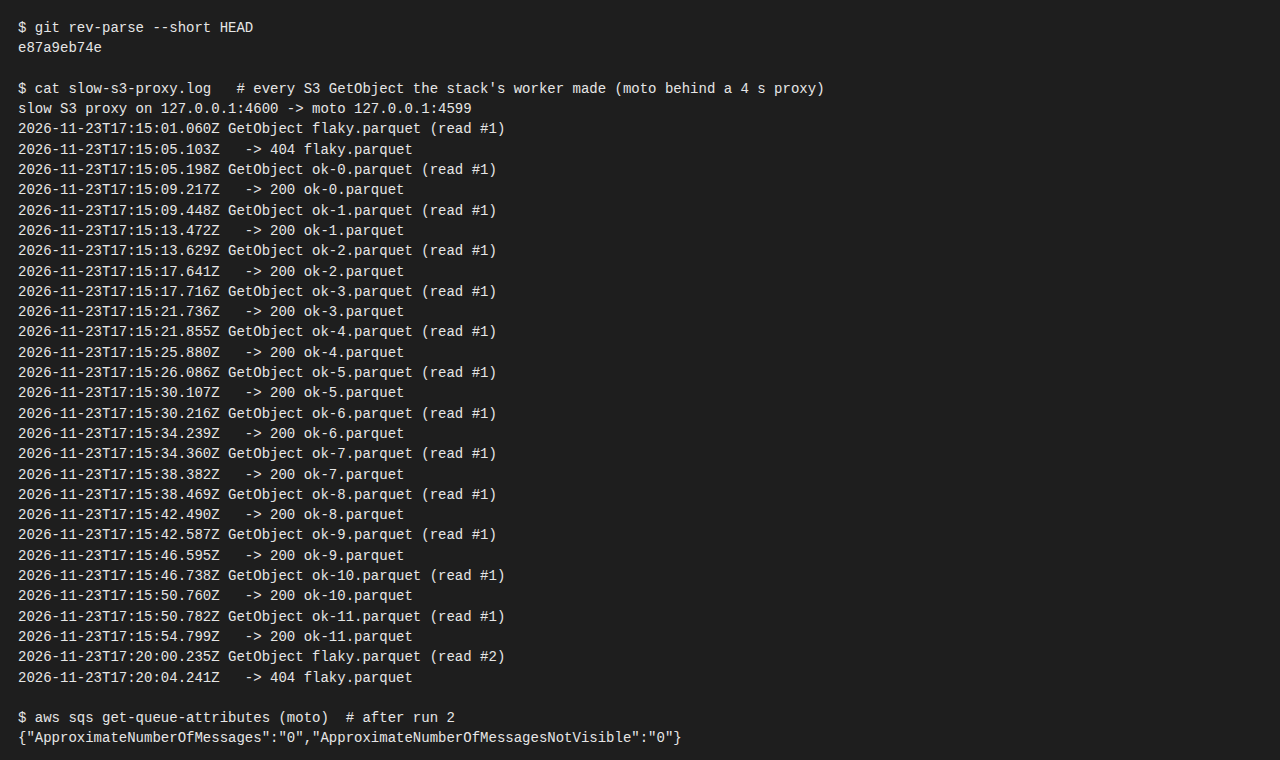 $ git rev-parse --short HEAD
e87a9eb74e
$ cat slow-s3-proxy.log   # every S3 GetObject the stack's worker made (moto behind a 4 s proxy)
slow S3 proxy on 127.0.0.1:4600 -> moto 127.0.0.1:4599
2026-11-23T17:15:01.060Z GetObject flaky.parquet (read #1)
2026-11-23T17:15:05.103Z   -> 404 flaky.parquet
2026-11-23T17:15:05.198Z GetObject ok-0.parquet (read #1)
2026-11-23T17:15:09.217Z   -> 200 ok-0.parquet
2026-11-23T17:15:09.448Z GetObject ok-1.parquet (read #1)
2026-11-23T17:15:13.472Z   -> 200 ok-1.parquet
2026-11-23T17:15:13.629Z GetObject ok-2.parquet (read #1)
2026-11-23T17:15:17.641Z   -> 200 ok-2.parquet
2026-11-23T17:15:17.716Z GetObject ok-3.parquet (read #1)
2026-11-23T17:15:21.736Z   -> 200 ok-3.parquet
2026-11-23T17:15:21.855Z GetObject ok-4.parquet (read #1)
2026-11-23T17:15:25.880Z   -> 200 ok-4.parquet
2026-11-23T17:15:26.086Z GetObject ok-5.parquet (read #1)
2026-11-23T17:15:30.107Z   -> 200 ok-5.parquet
2026-11-23T17:15:30.216Z GetObject ok-6.parquet (read #1)
2026-11-23T17:15:34.239Z   -> 200 ok-6.parquet
2026-11-23T17:15:34.360Z GetObject ok-7.parquet (read #1)
2026-11-23T17:15:38.382Z   -> 200 ok-7.parquet
2026-11-23T17:15:38.469Z GetObject ok-8.parquet (read #1)
2026-11-23T17:15:42.490Z   -> 200 ok-8.parquet
2026-11-23T17:15:42.587Z GetObject ok-9.parquet (read #1)
2026-11-23T17:15:46.595Z   -> 200 ok-9.parquet
2026-11-23T17:15:46.738Z GetObject ok-10.parquet (read #1)
2026-11-23T17:15:50.760Z   -> 200 ok-10.parquet
2026-11-23T17:15:50.782Z GetObject ok-11.parquet (read #1)
2026-11-23T17:15:54.799Z   -> 200 ok-11.parquet
2026-11-23T17:20:00.235Z GetObject flaky.parquet (read #2)
2026-11-23T17:20:04.241Z   -> 404 flaky.parquet
$ aws sqs get-queue-attributes (moto)  # after run 2
{"ApproximateNumberOfMessages":"0","ApproximateNumberOfMessagesNotVisible":"0"}